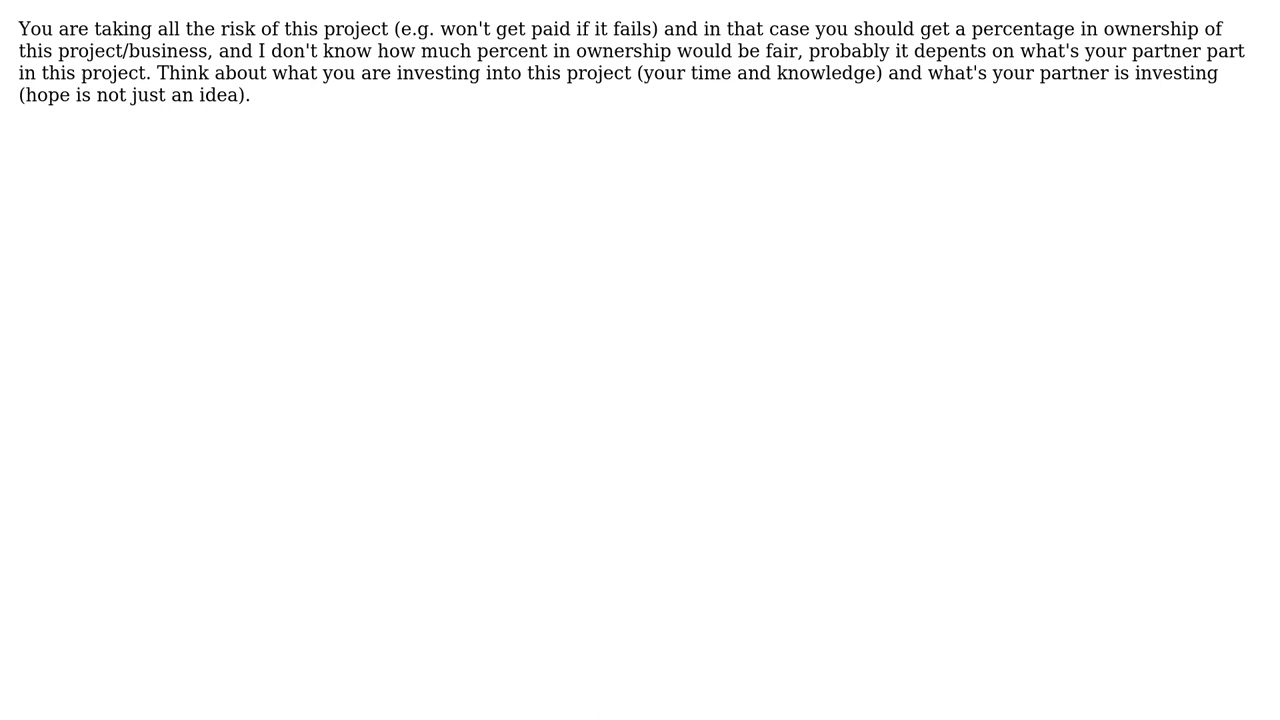 You are taking all the risk of this project (e.g. won't get paid if it fails) and in that case you should get a percentage in ownership of
this project/business, and I don't know how much percent in ownership would be fair, probably it depents on what's your partner part
in this project. Think about what you are investing into this project (your time and knowledge) and what's your partner is investing
(hope is not just an idea).